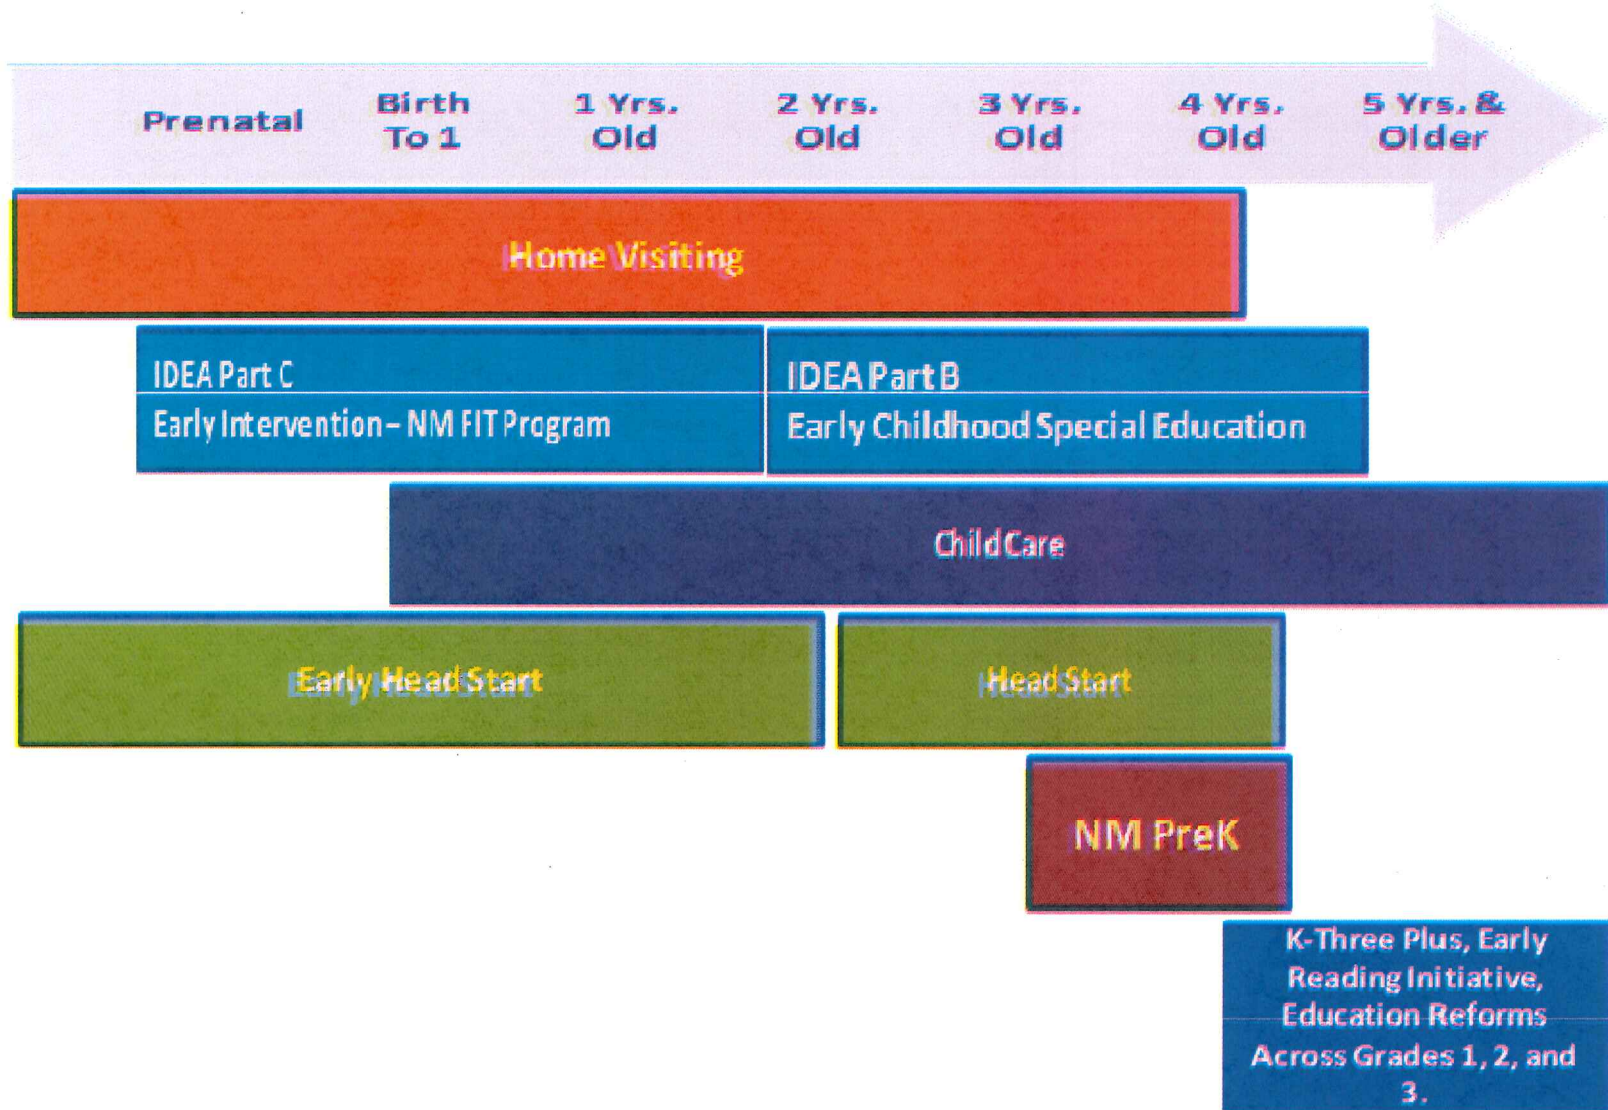 Prenatal
Birth
To 1
1 Yrs.
Old
2 Yrs.
Old
3 Yrs.
Old
4 Yrs.
Old
5 Yrs. &
Older
Home Visiting
IDEA Part C
Early Intervention – NM FIT Program
IDEA Part B
Early Childhood Special Education
Child Care
Early Head Start
Head Start
NM PreK
K-Three Plus, Early
Reading Initiative,
Education Reforms
Across Grades 1, 2, and
3.